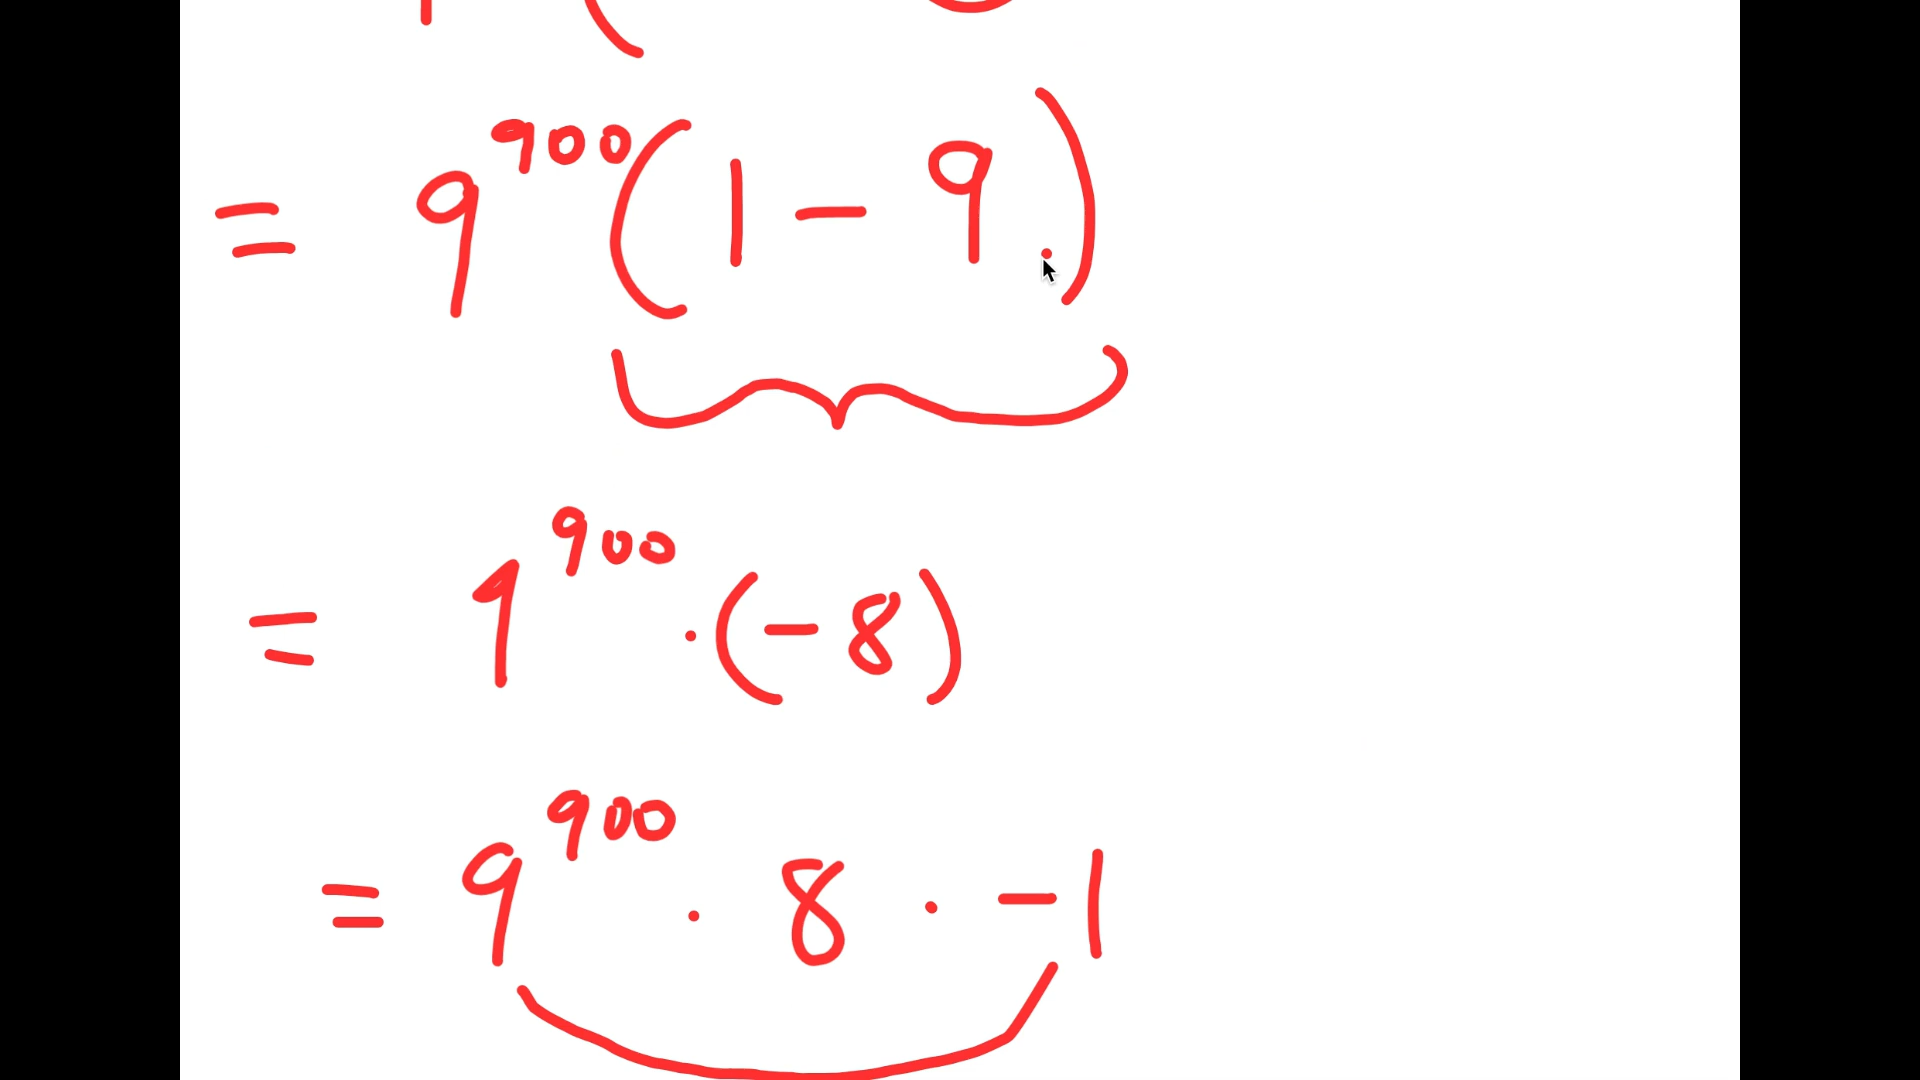 = 9^900 (1 - 9)
= 9^900 · (-8)
= 9^900 · 8 · -1